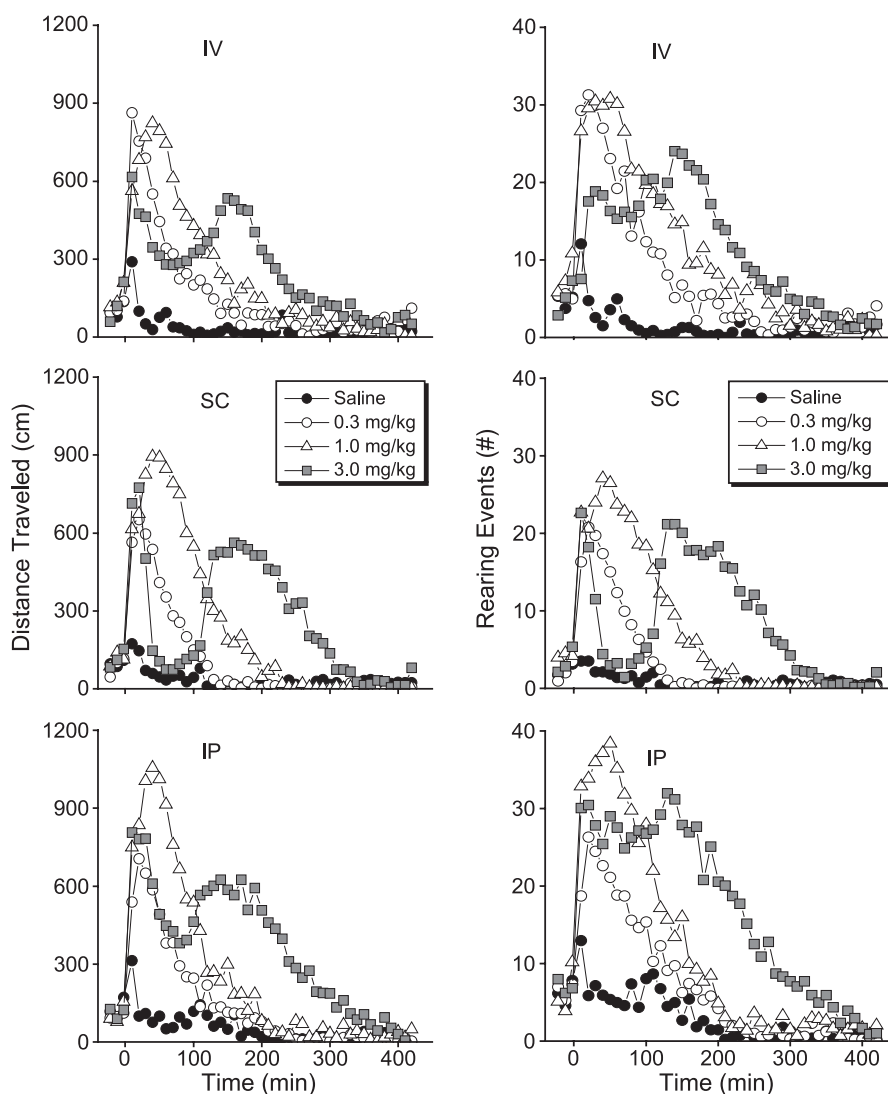 1200
900
600
300
0
IV
40
30
20
10
0
IV
1200
900
600
300
0
SC
Saline
0.3 mg/kg
1.0 mg/kg
3.0 mg/kg
Distance Traveled (cm)
40
30
20
10
0
SC
Saline
0.3 mg/kg
1.0 mg/kg
3.0 mg/kg
Rearing Events (#)
1200
900
600
300
0
IP
0 100 200 300 400
Time (min)
40
30
20
10
0
IP
0 100 200 300 400
Time (min)